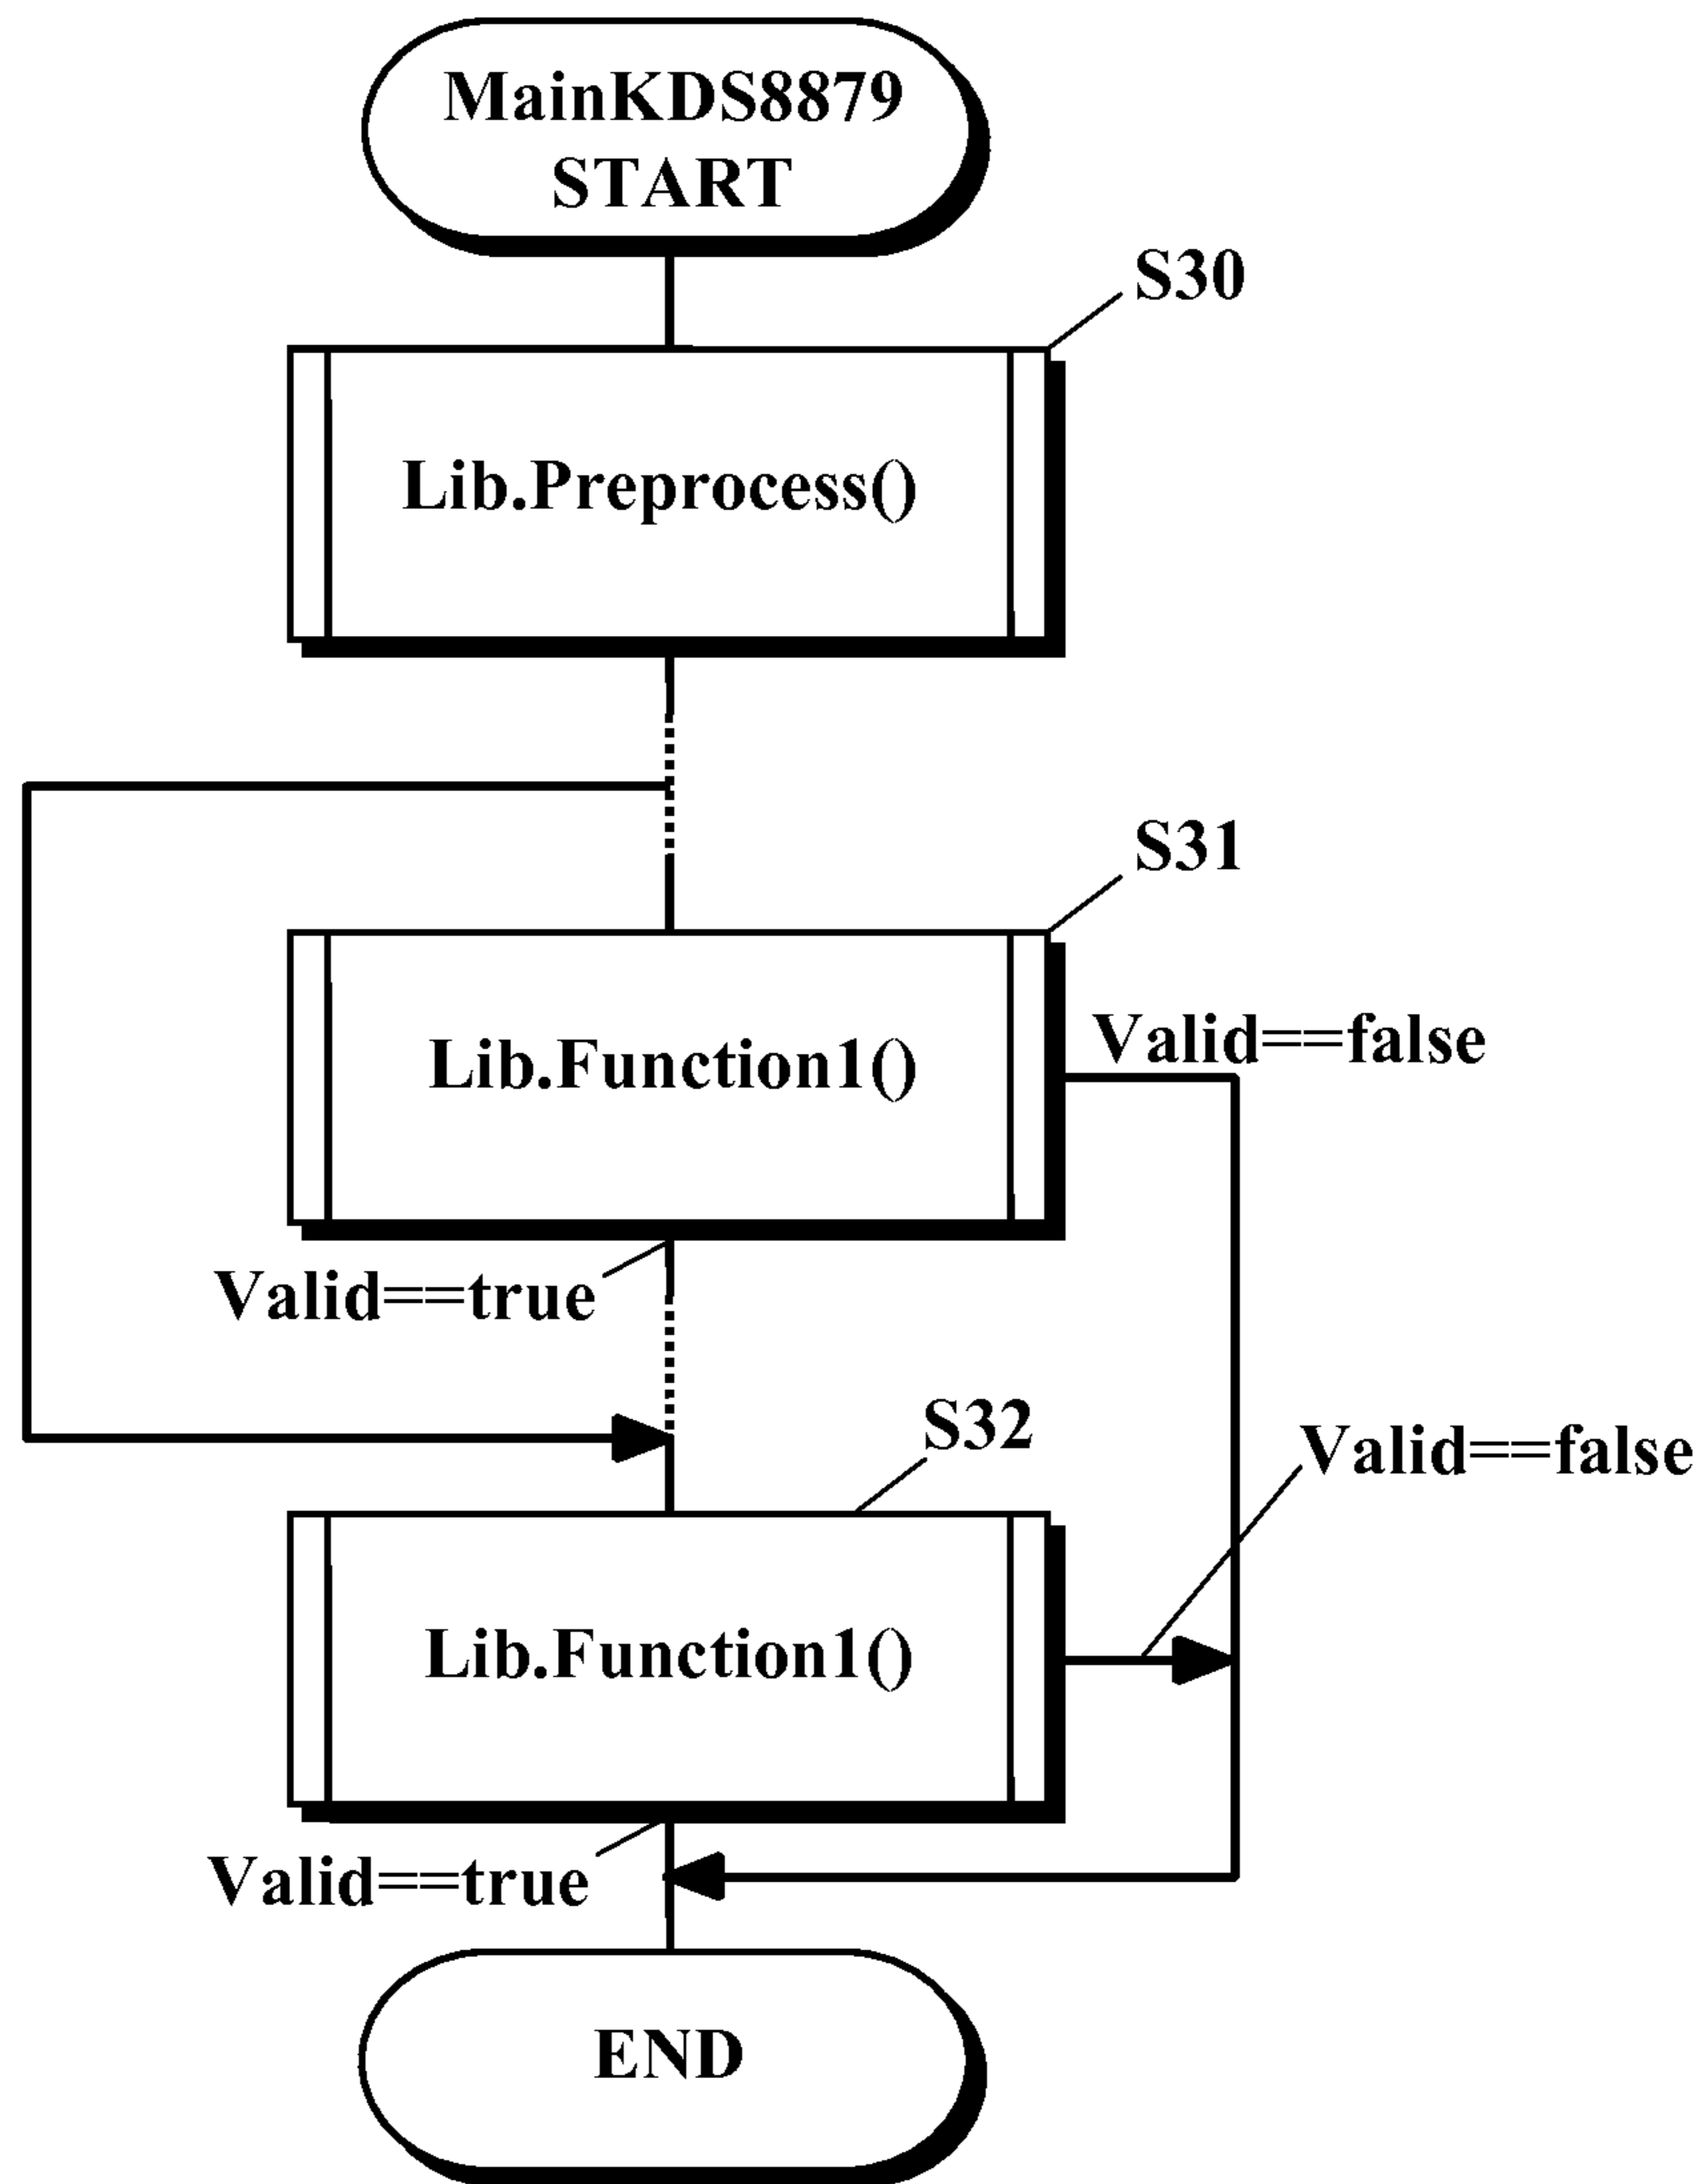 MainKDS8879
START
S30
Lib.Preprocess()
S31
Valid==false
Lib.Function1()
Valid==true
S32
Valid==false
Lib.Function1()
Valid==true
END